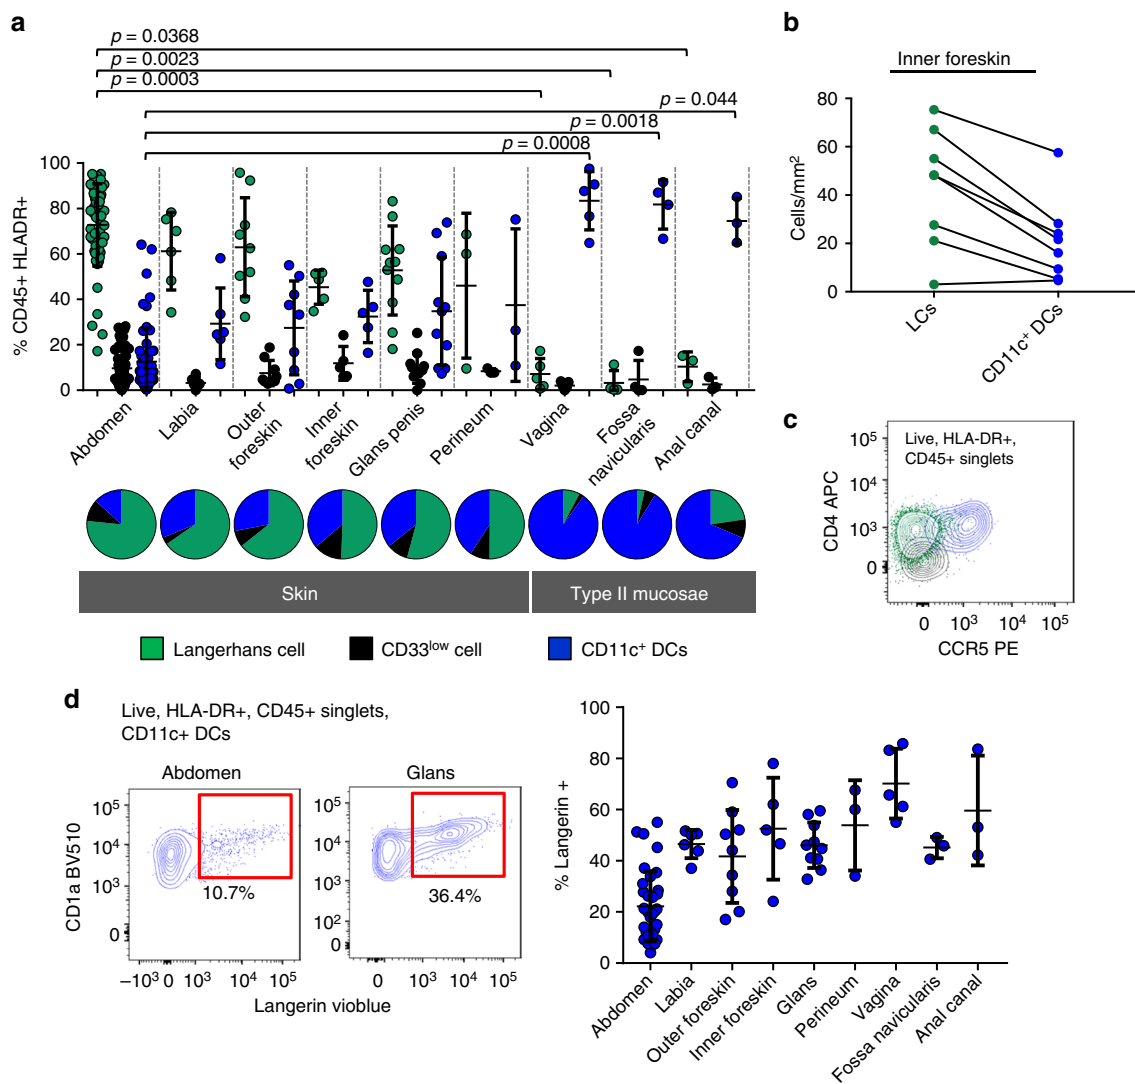 a
p = 0.0368
p = 0.0023
p = 0.0003
p = 0.044
p = 0.0018
p = 0.0008
% CD45+ HLADR+
100
80
60
40
20
0
Abdomen
Labia
Outer
foreskin
Inner
foreskin
Glans penis
Perineum
Vagina
Fossa
navicularis
Anal canal
Skin
Type II mucosae
Langerhans cell
CD33low cell
CD11c+ DCs
b
Inner foreskin
Cells/mm2
80
60
40
20
0
LCs
CD11c+ DCs
c
Live, HLA-DR+,
CD45+ singlets
CD4 APC
105
104
103
0
0
103
104
105
CCR5 PE
d
Live, HLA-DR+, CD45+ singlets,
CD11c+ DCs
Abdomen
Glans
CD1a BV510
105
104
103
0
10.7%
−103
0
103
104
105
105
104
103
102
0
36.4%
0
103
104
105
Langerin vioblue
% Langerin +
100
80
60
40
20
0
Abdomen
Labia
Outer foreskin
Inner foreskin
Glans
Perineum
Vagina
Fossa navicularis
Anal canal